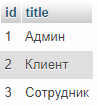 id title
1 Админ
2 Клиент
3 Сотрудник